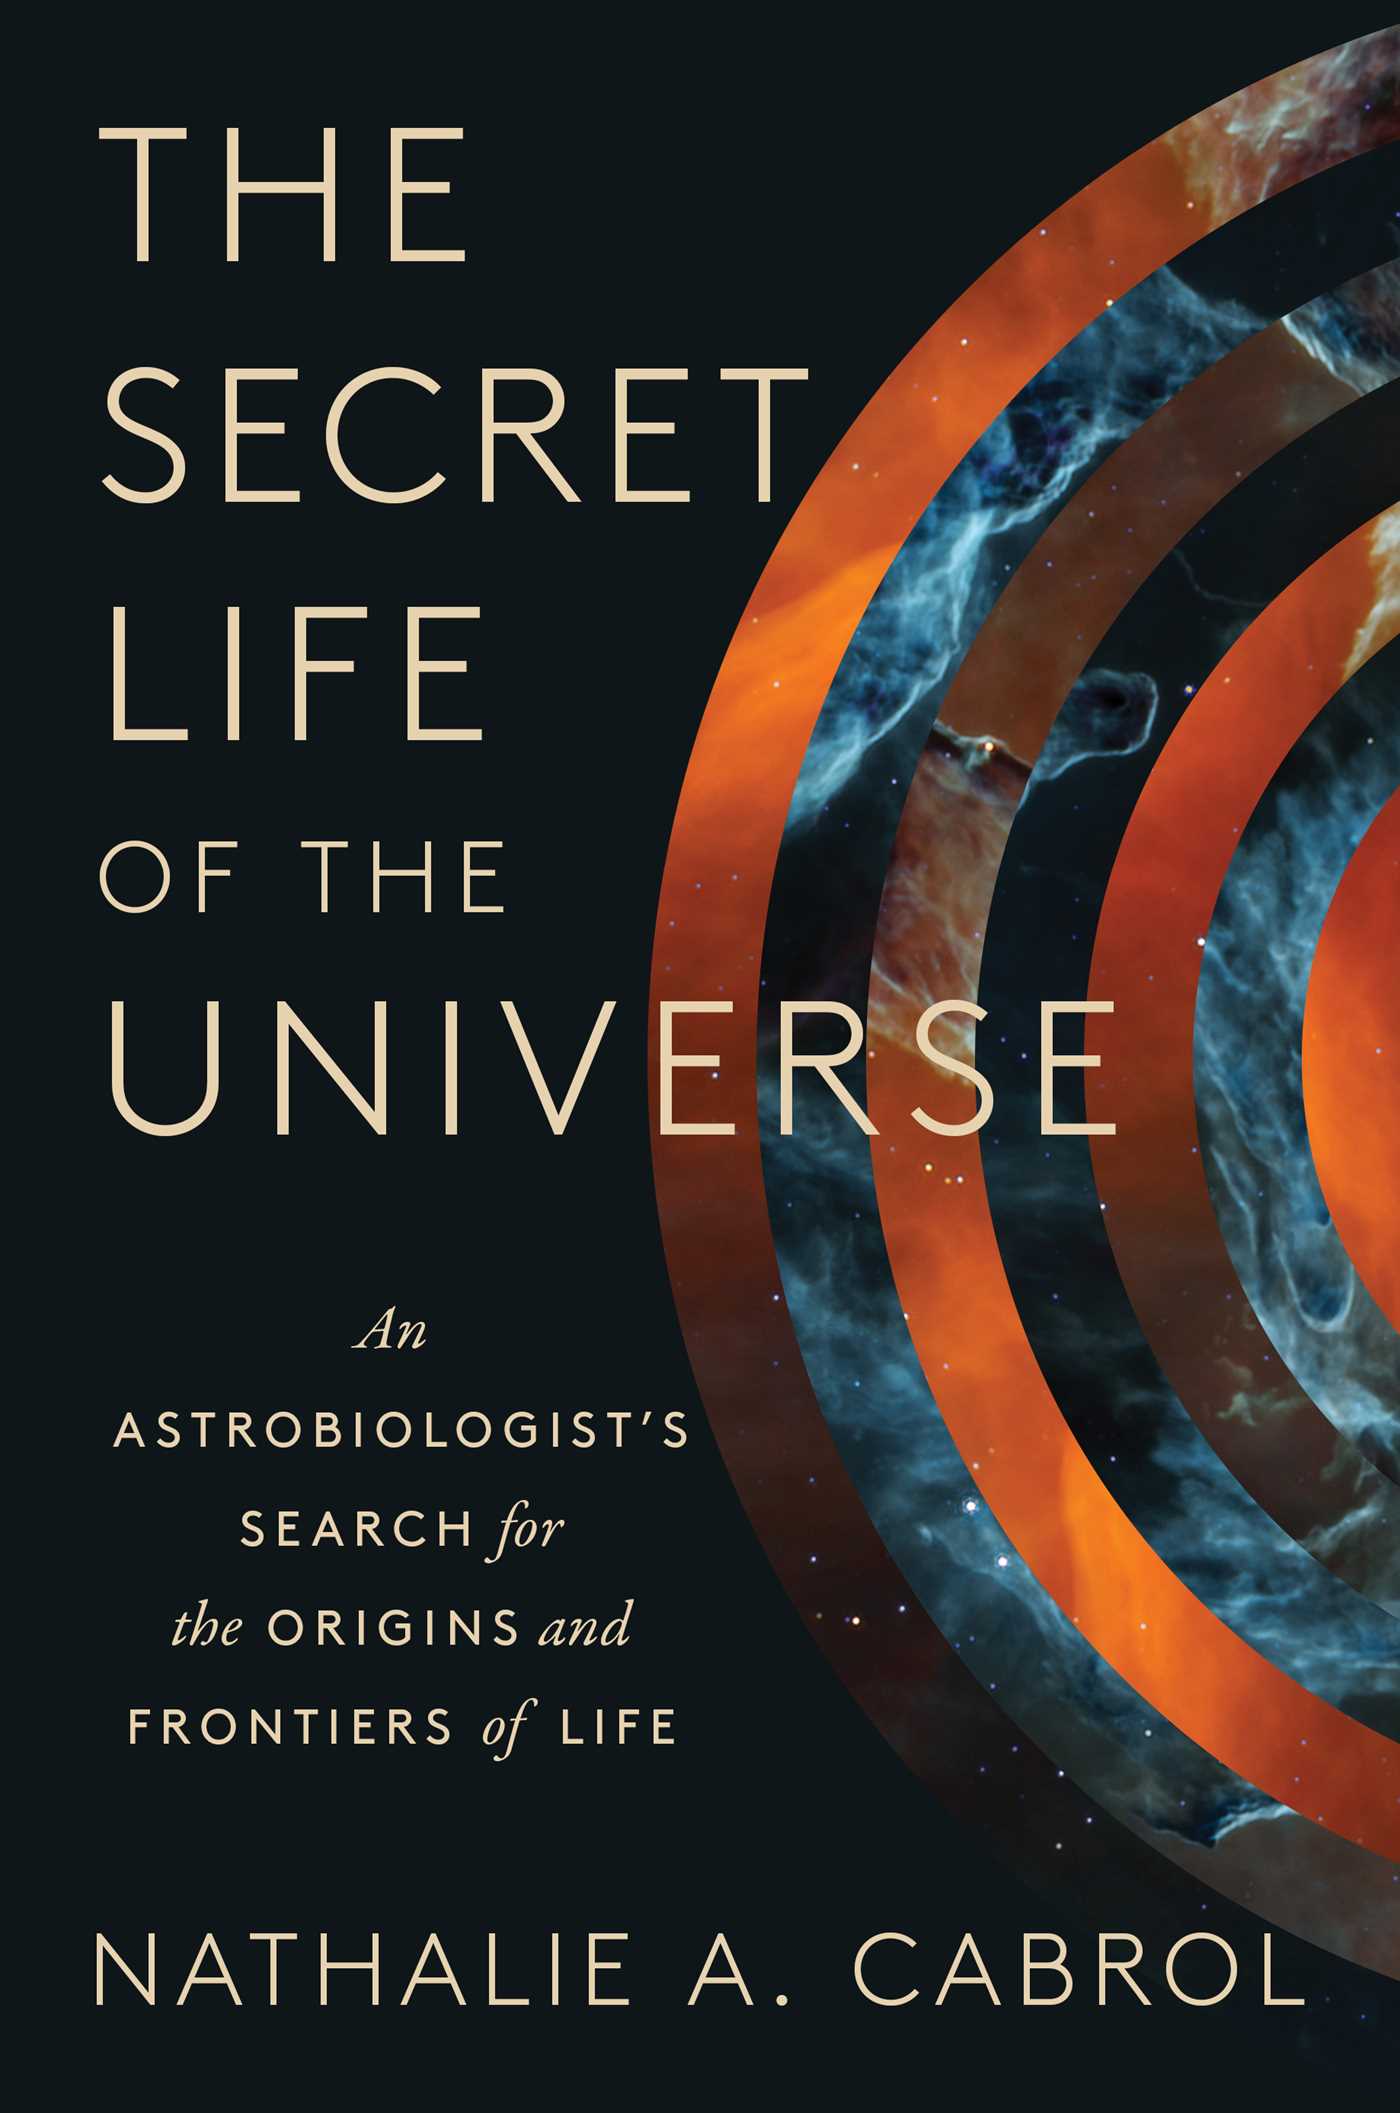 THE
SECRET
LIFE
OF THE
UNIVERSE
An
ASTROBIOLOGIST’S
SEARCH for
the ORIGINS and
FRONTIERS of LIFE
NATHALIE A. CABROL